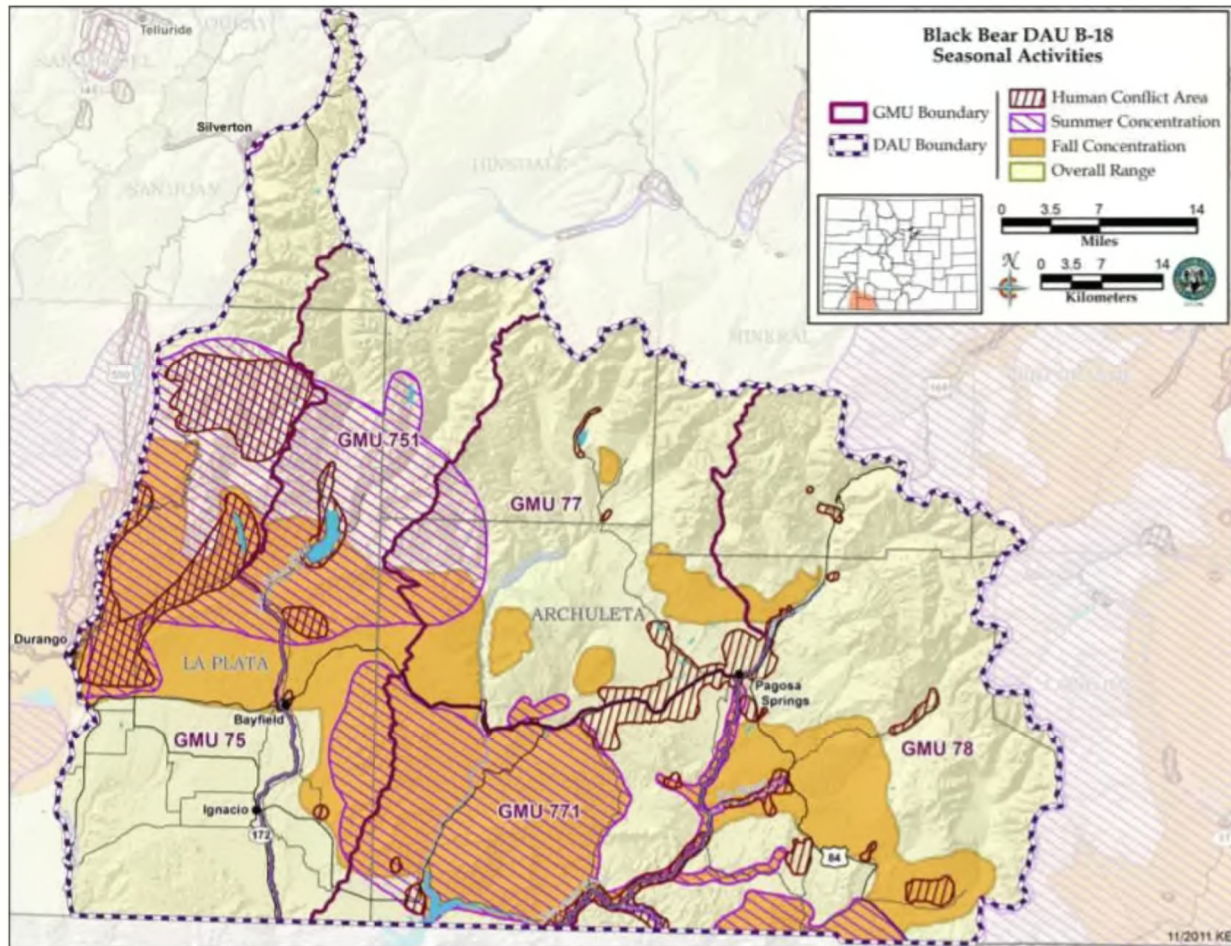 Black Bear DAU B-18
Seasonal Activities
GMU Boundary
DAU Boundary
Human Conflict Area
Summer Concentration
Fall Concentration
Overall Range
0 3.5 7 14
Miles
N
0 3.5 7 14
Kilometers
Telluride
OURAY
SAN MIGUEL
Silverton
HINSDALE
SAN JUAN
MINERAL
550
GMU 751
GMU 77
ARCHULETA
Durango
LA PLATA
Pagosa
Springs
Bayfield
GMU 75
GMU 78
Ignacio
GMU 771
172
84